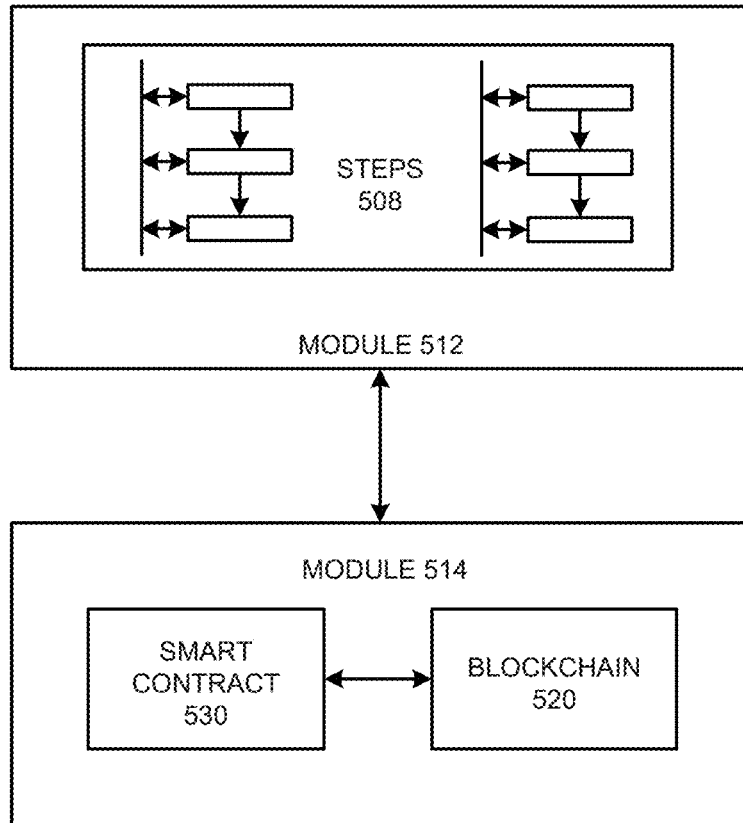 STEPS
508
MODULE 512
MODULE 514
SMART
CONTRACT
530
BLOCKCHAIN
520